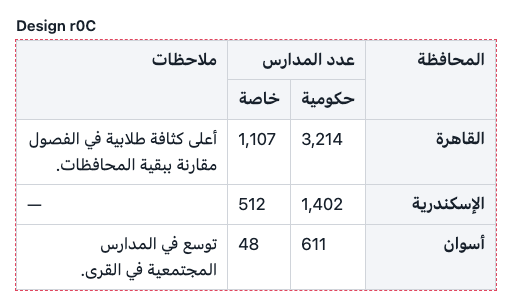 Design r0C
المحافظة
عدد المدارس
ملاحظات
حكومية
خاصة
القاهرة
3,214
1,107
أعلى كثافة طلابية في الفصول
مقارنة ببقية المحافظات.
الإسكندرية
1,402
512
—
أسوان
611
48
توسع في المدارس
المجتمعية في القرى.